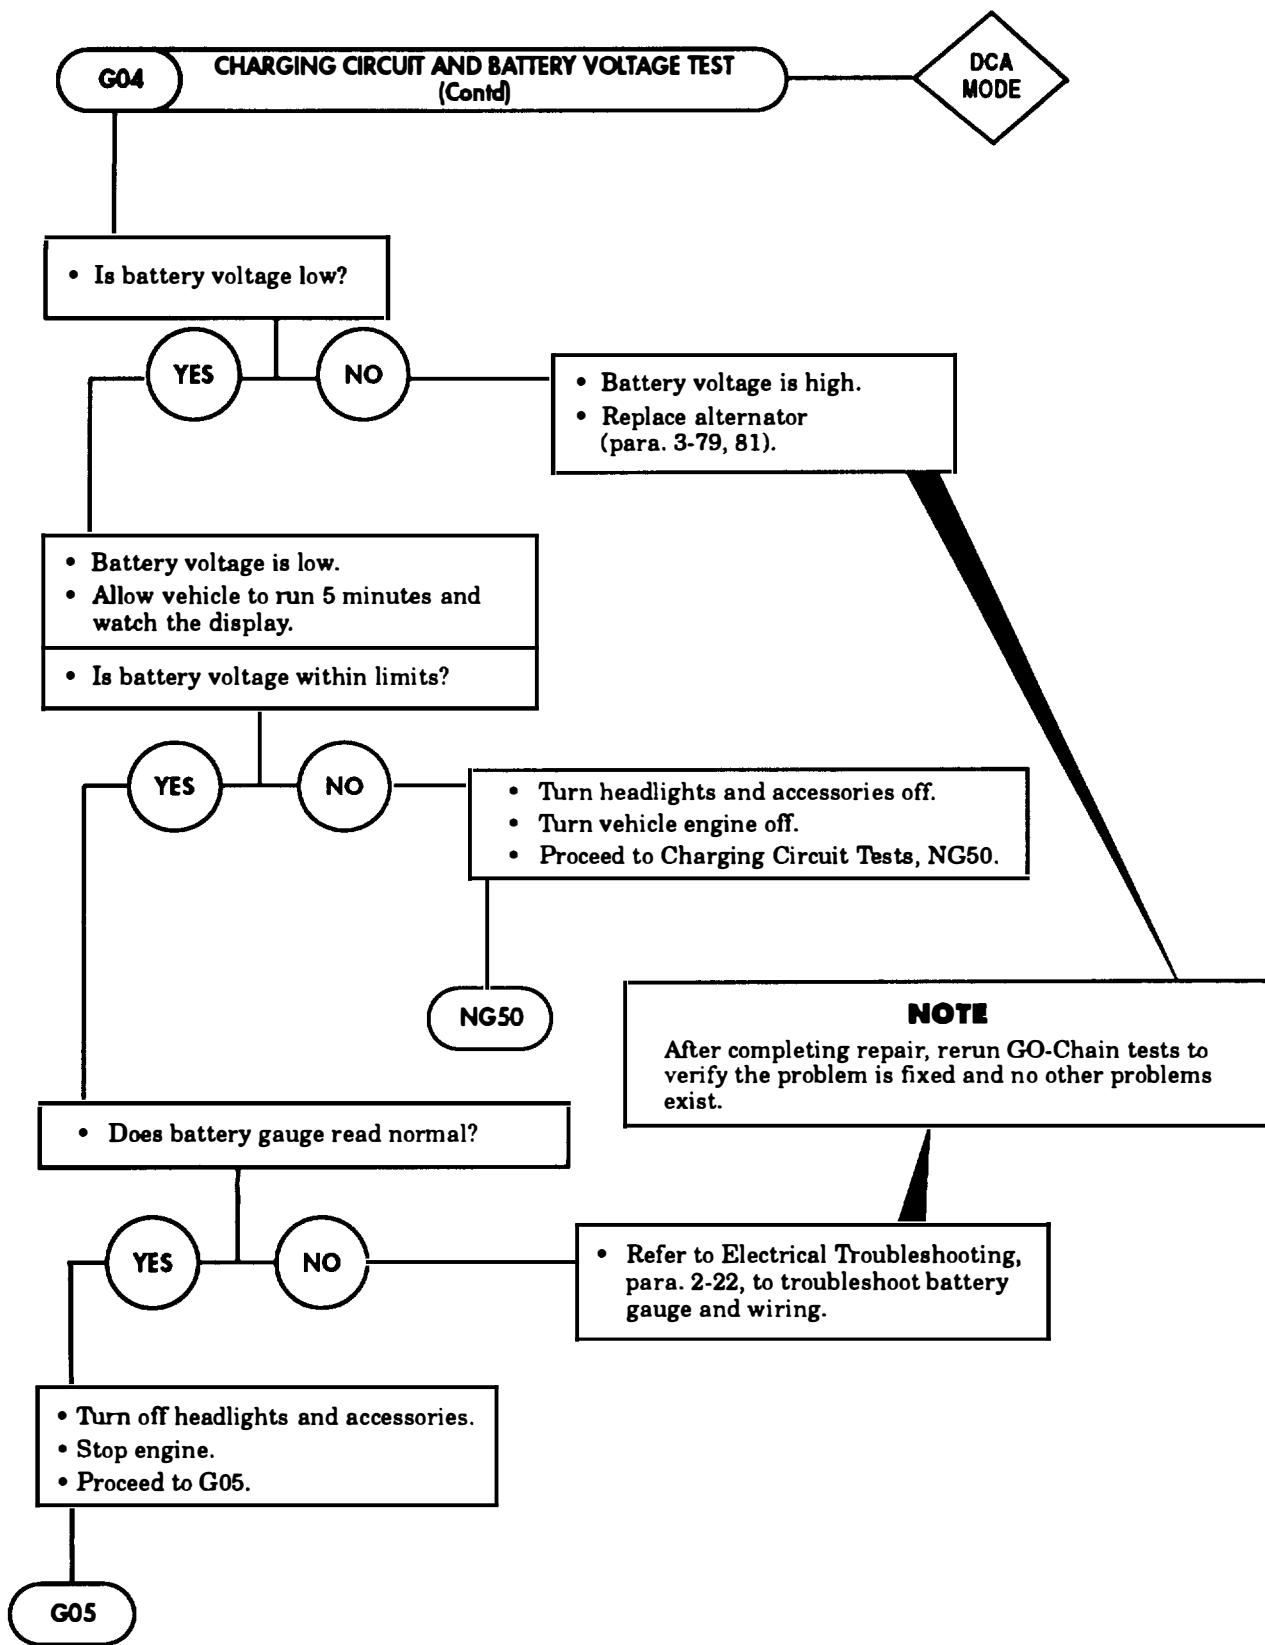 G04
CHARGING CIRCUIT AND BATTERY VOLTAGE TEST
(Contd)
DCA
MODE
• Is battery voltage low?
YES
NO
• Battery voltage is high.
• Replace alternator
(para. 3-79, 81).
• Battery voltage is low.
• Allow vehicle to run 5 minutes and
watch the display.
• Is battery voltage within limits?
YES
NO
• Turn headlights and accessories off.
• Turn vehicle engine off.
• Proceed to Charging Circuit Tests, NG50.
NG50
NOTE
After completing repair, rerun GO-Chain tests to
verify the problem is fixed and no other problems
exist.
• Does battery gauge read normal?
YES
NO
• Refer to Electrical Troubleshooting,
para. 2-22, to troubleshoot battery
gauge and wiring.
• Turn off headlights and accessories.
• Stop engine.
• Proceed to G05.
G05